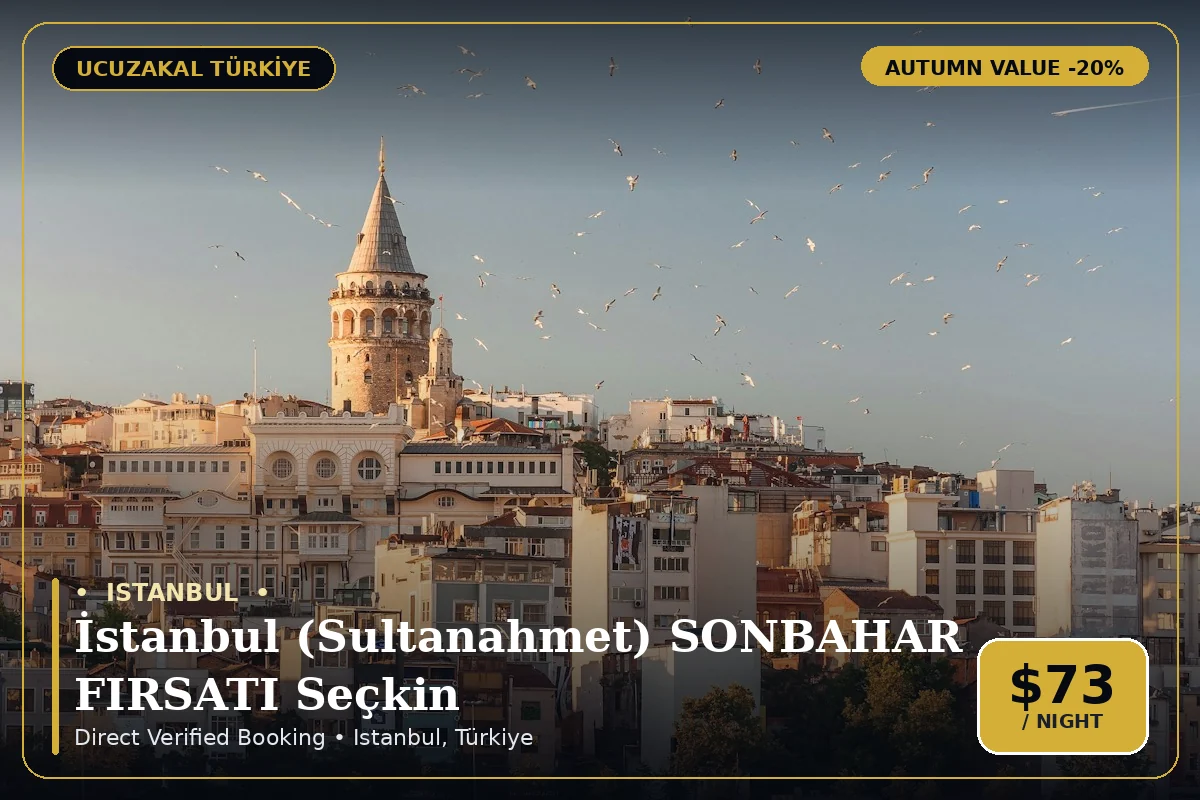 UCUZAKAL TÜRKİYE
AUTUMN VALUE -20%
• ISTANBUL •
İstanbul (Sultanahmet) SONBAHAR
FIRSATI Seçkin
Direct Verified Booking • Istanbul, Türkiye
$73
/ NIGHT